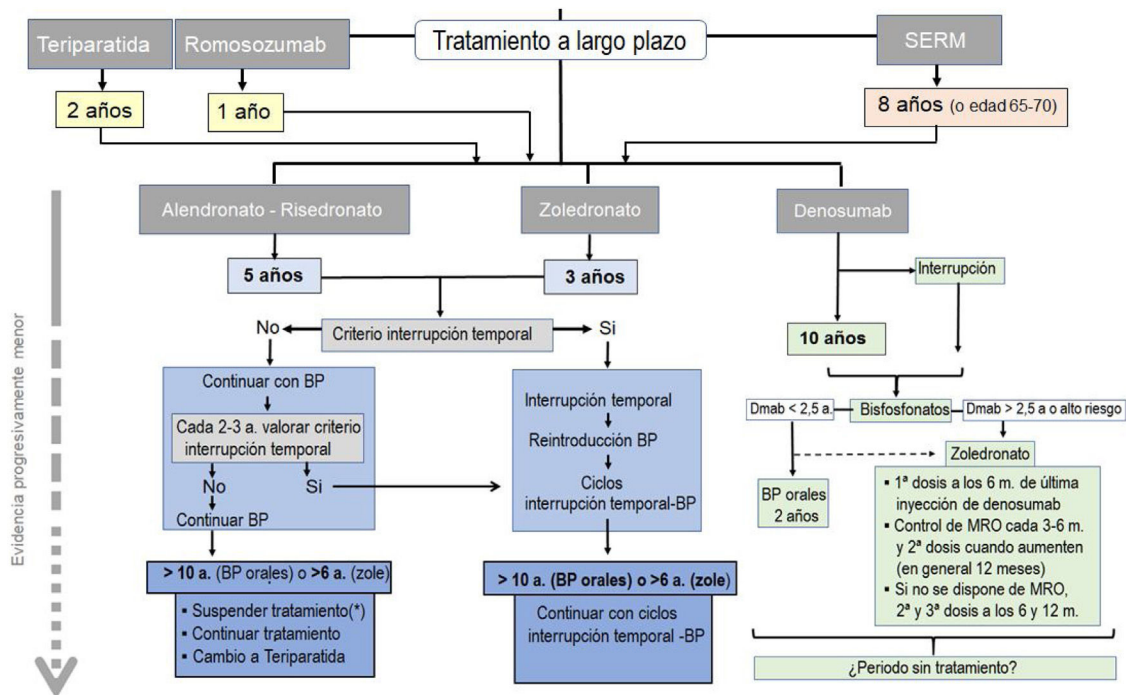 Tratamiento a largo plazo
Teriparatida
Romosozumab
SERM
2 años
1 año
8 años (o edad 65-70)
Alendronato - Risedronato
Zoledronato
Denosumab
5 años
3 años
Interrupción
No
Criterio interrupción temporal
Si
10 años
Continuar con BP
Cada 2-3 a. valorar criterio
interrupción temporal
No
Si
Continuar BP
Interrupción temporal
Reintroducción BP
Ciclos
interrupción temporal-BP
Dmab < 2,5 a.
Bisfosfonatos
Dmab > 2,5 a o alto riesgo
Zoledronato
BP orales
2 años
▪ 1ª dosis a los 6 m. de última
inyección de denosumab
▪ Control de MRO cada 3-6 m.
y 2ª dosis cuando aumenten
(en general 12 meses)
▪ Si no se dispone de MRO,
2ª y 3ª dosis a los 6 y 12 m.
> 10 a. (BP orales) o >6 a. (zole)
▪ Suspender tratamiento(*)
▪ Continuar tratamiento
▪ Cambio a Teriparatida
> 10 a. (BP orales) o >6 a. (zole)
Continuar con ciclos
interrupción temporal -BP
¿Periodo sin tratamiento?
Evidencia progresivamente menor